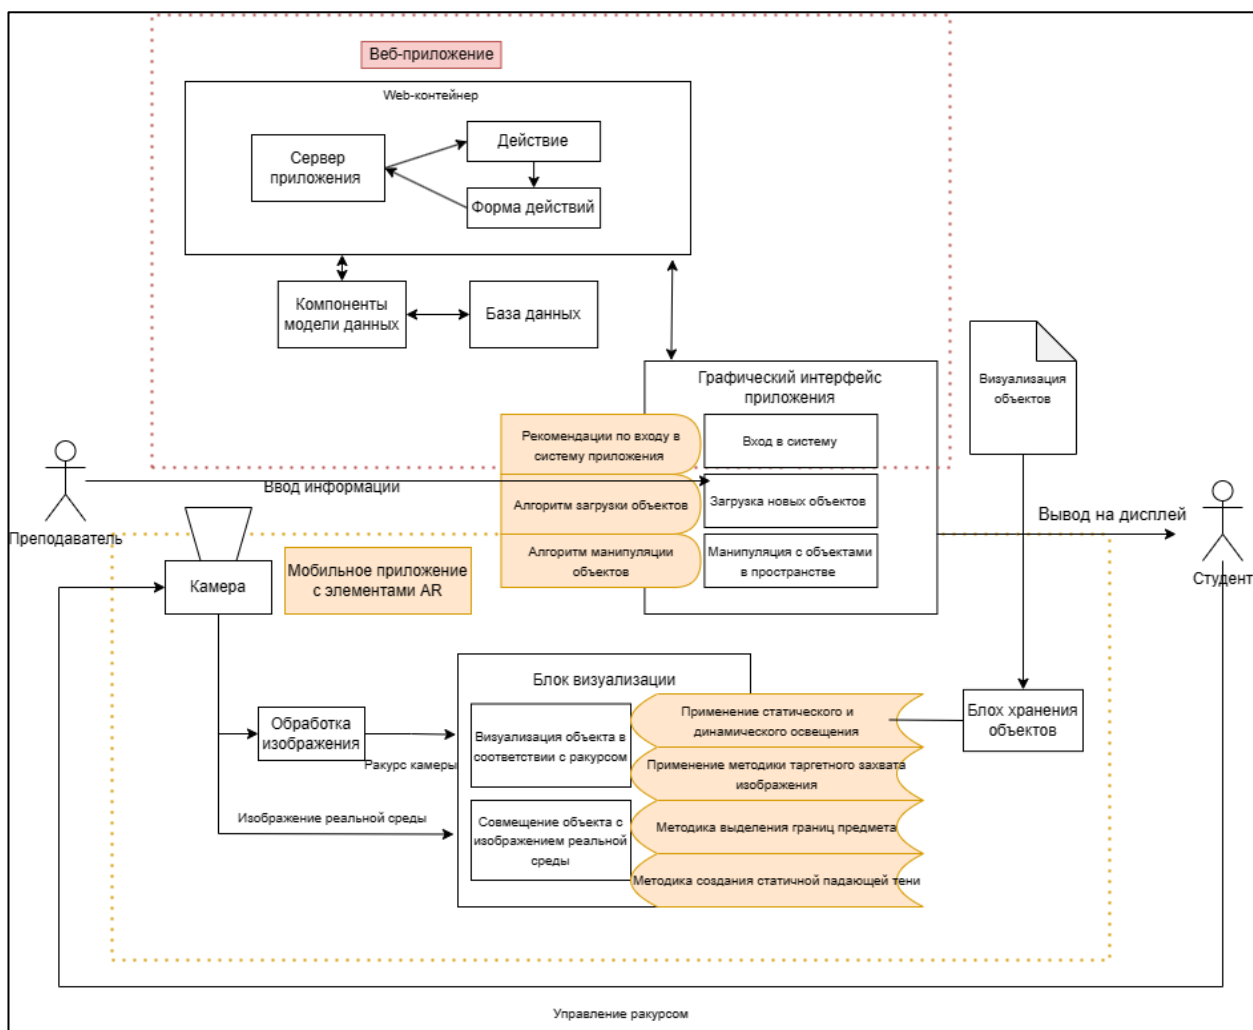 Веб-приложение
Web-контейнер
Сервер
приложения
Действие
Форма действий
Компоненты
модели данных
База данных
Графический интерфейс
приложения
Визуализация
объектов
Рекомендации по входу в
систему приложения
Вход в систему
Ввод информации
Алгоритм загрузки объектов
Загрузка новых объектов
Вывод на дисплей
Преподаватель
Алгоритм манипуляции
объектов
Манипуляция с объектами
в пространстве
Студент
Камера
Мобильное приложение
с элементами AR
Блок визуализации
Обработка
изображения
Ракурс камеры
Визуализация объекта в
соответствии с ракурсом
Применение статического и
динамического освещения
Блох хранения
объектов
Применение методики таргетного захвата
изображения
Изображение реальной среды
Совмещение объекта с
изображением реальной
среды
Методика выделения границ предмета
Методика создания статичной падающей тени
Управление ракурсом